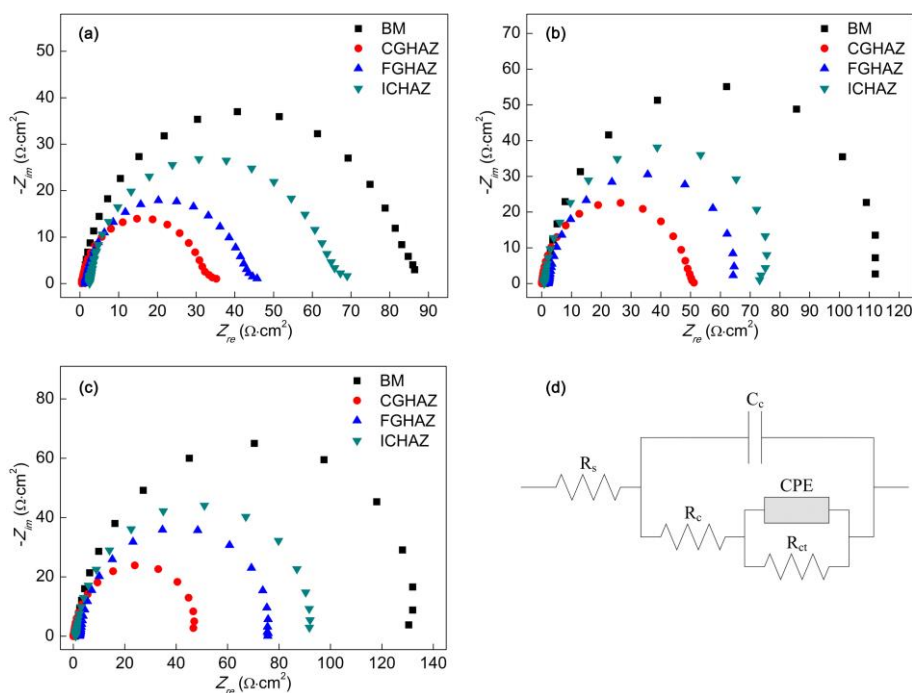 (a)
BM
CGHAZ
FGHAZ
ICHAZ
50
40
30
20
10
0
-Z_im (Ω·cm²)
0 10 20 30 40 50 60 70 80 90
Z_re (Ω·cm²)
(b)
BM
CGHAZ
FGHAZ
ICHAZ
70
60
50
40
30
20
10
0
-Z_im (Ω·cm²)
0 10 20 30 40 50 60 70 80 90 100 110 120
Z_re (Ω·cm²)
(c)
BM
CGHAZ
FGHAZ
ICHAZ
80
60
40
20
0
-Z_im (Ω·cm²)
0 20 40 60 80 100 120 140
Z_re (Ω·cm²)
(d)
C_c
R_s
CPE
R_c
R_ct